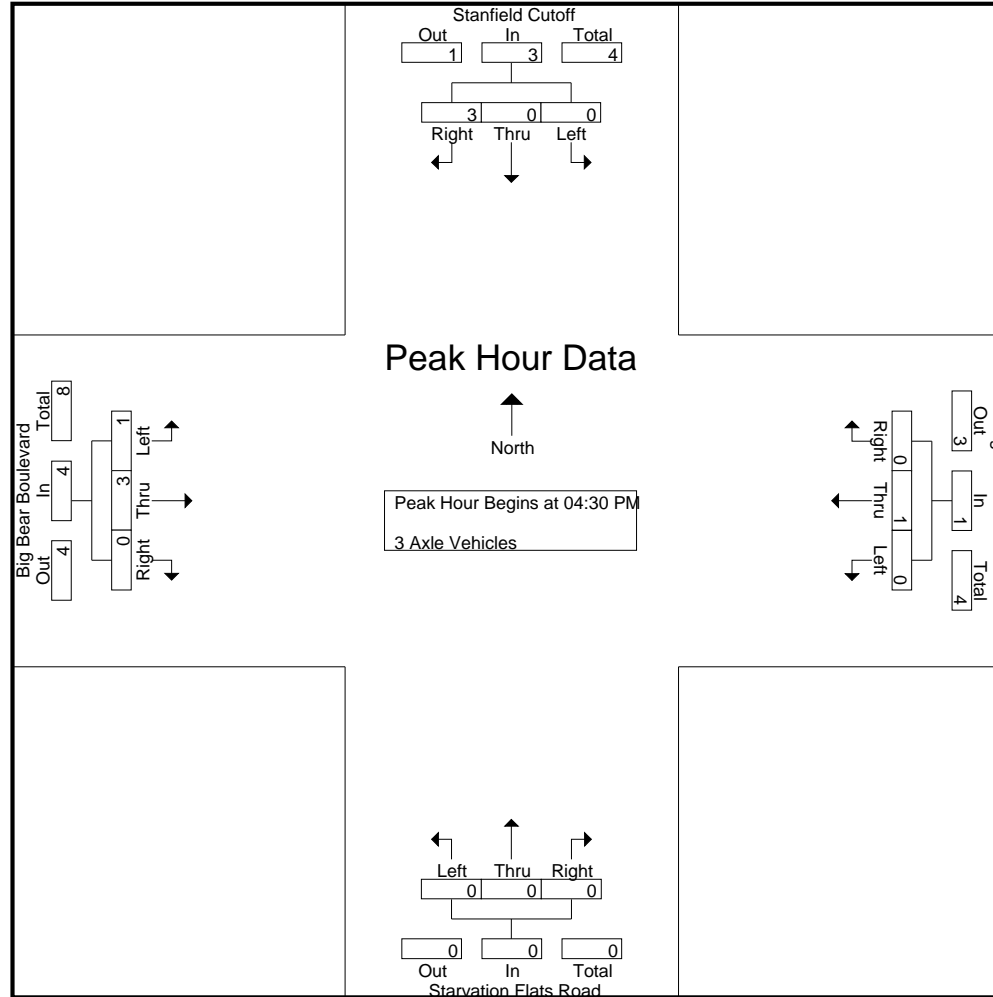 Stanfield Cutoff
Out In Total
1 3 4
3 0 0
Right Thru Left
Peak Hour Data
North
Peak Hour Begins at 04:30 PM
3 Axle Vehicles
Big Bear Boulevard
Out In Total
4 4 8
Left Thru Right
1 3 0
Right Thru Left
0 1 0
Out In Total
3 1 4
Left Thru Right
0 0 0
0 0 0
Out In Total
Starvation Flats Road